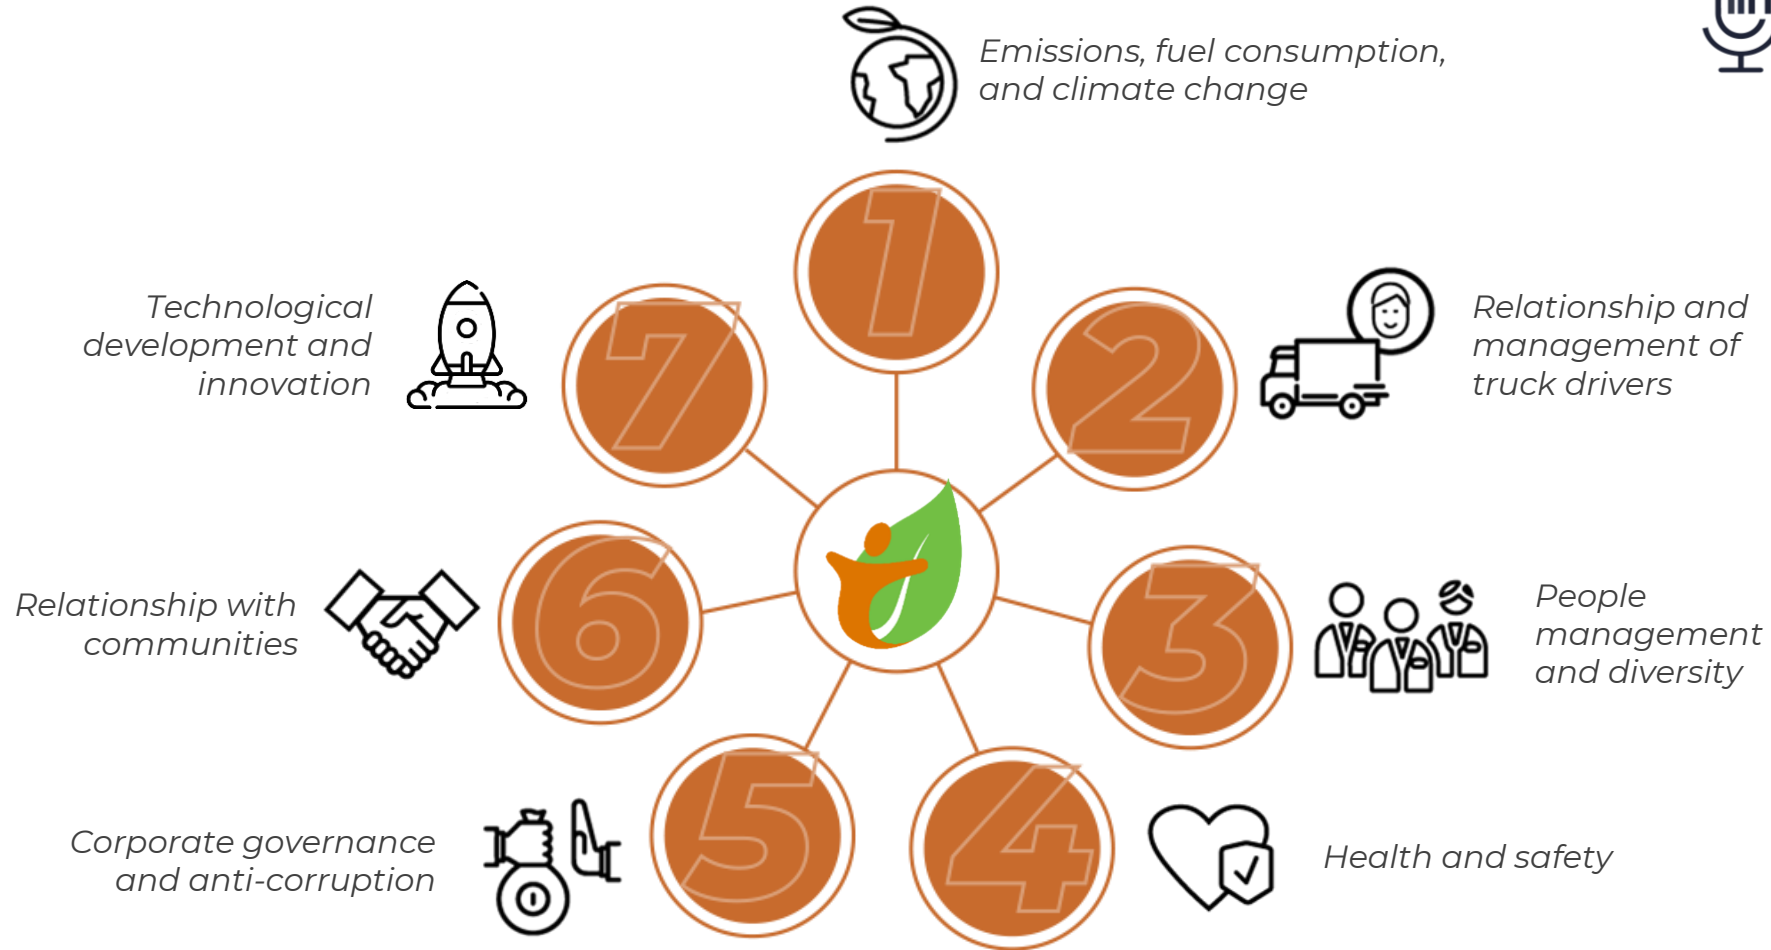 Emissions, fuel consumption,
and climate change
1
Relationship and
management of
truck drivers
2
People
management
and diversity
3
Health and safety
4
Corporate governance
and anti-corruption
5
Relationship with
communities
6
Technological
development and
innovation
7